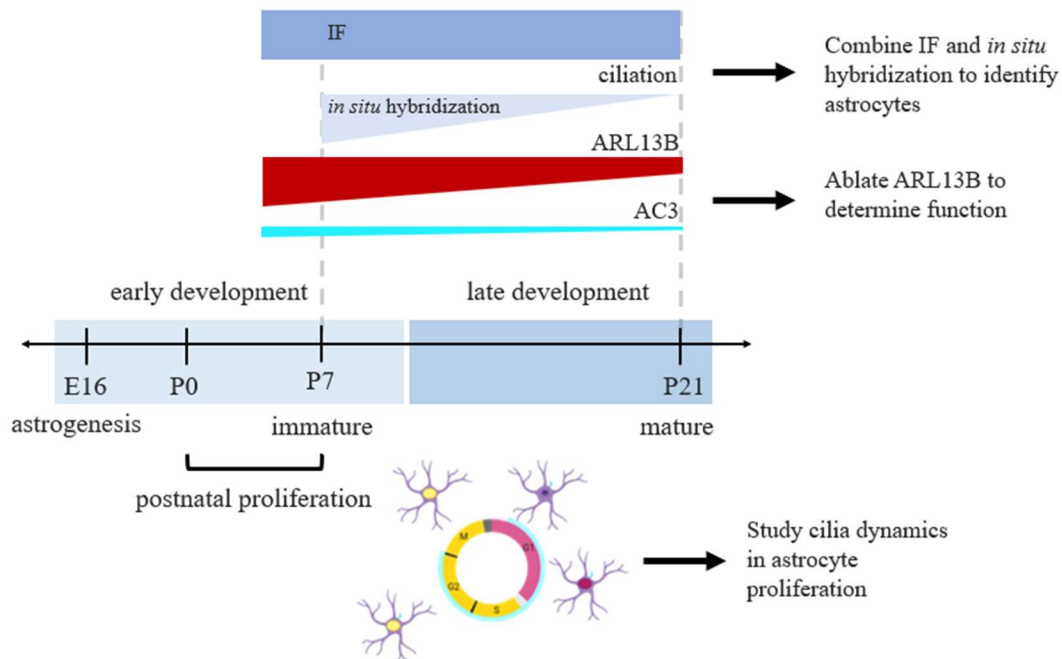 IF
ciliation
in situ hybridization
ARL13B
AC3
Combine IF and in situ
hybridization to identify
astrocytes
Ablate ARL13B to
determine function
early development
late development
E16
P0
P7
P21
astrogenesis
immature
mature
postnatal proliferation
M
G1
G2
S
Study cilia dynamics
in astrocyte
proliferation